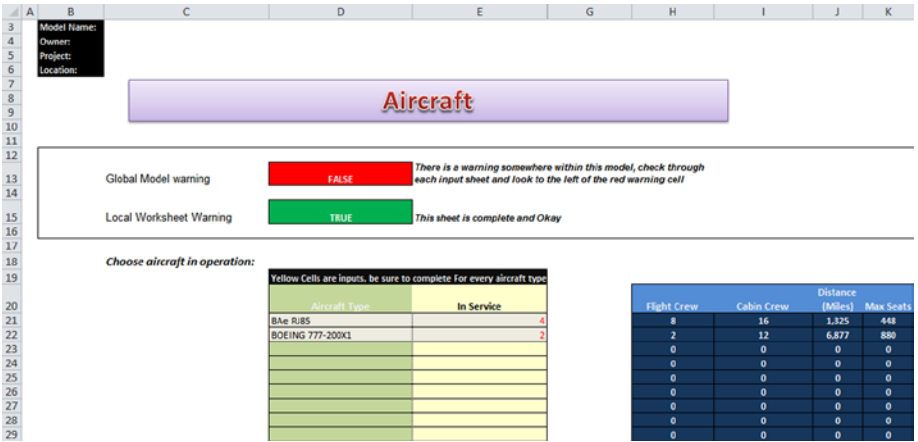 A B C D E G H I J K
3 Model Name:
4 Owner:
5 Project:
6 Location:
7
8 Aircraft
9
10
11
12
There is a warning somewhere within this model, check through
13 Global Model warning FALSE each input sheet and look to the left of the red warning cell
14
15 Local Worksheet Warning TRUE This sheet is complete and Okay
16
17
18 Choose aircraft in operation:
19 Yellow Cells are inputs, be sure to complete For every aircraft type
Distance
20 Aircraft Type In Service Flight Crew Cabin Crew (Miles) Max Seats
21 BAe RJ85 4 8 16 1,325 448
22 BOEING 777-200X1 2 2 12 6,877 880
23 0 0 0 0
24 0 0 0 0
25 0 0 0 0
26 0 0 0 0
27 0 0 0 0
28 0 0 0 0
29 0 0 0 0